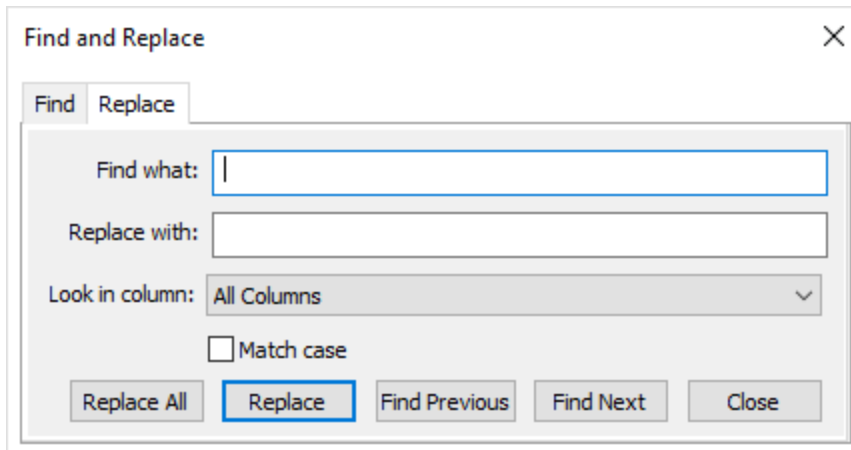 Find and Replace
Find Replace
Find what:
Replace with:
Look in column: All Columns
Match case
Replace All Replace Find Previous Find Next Close